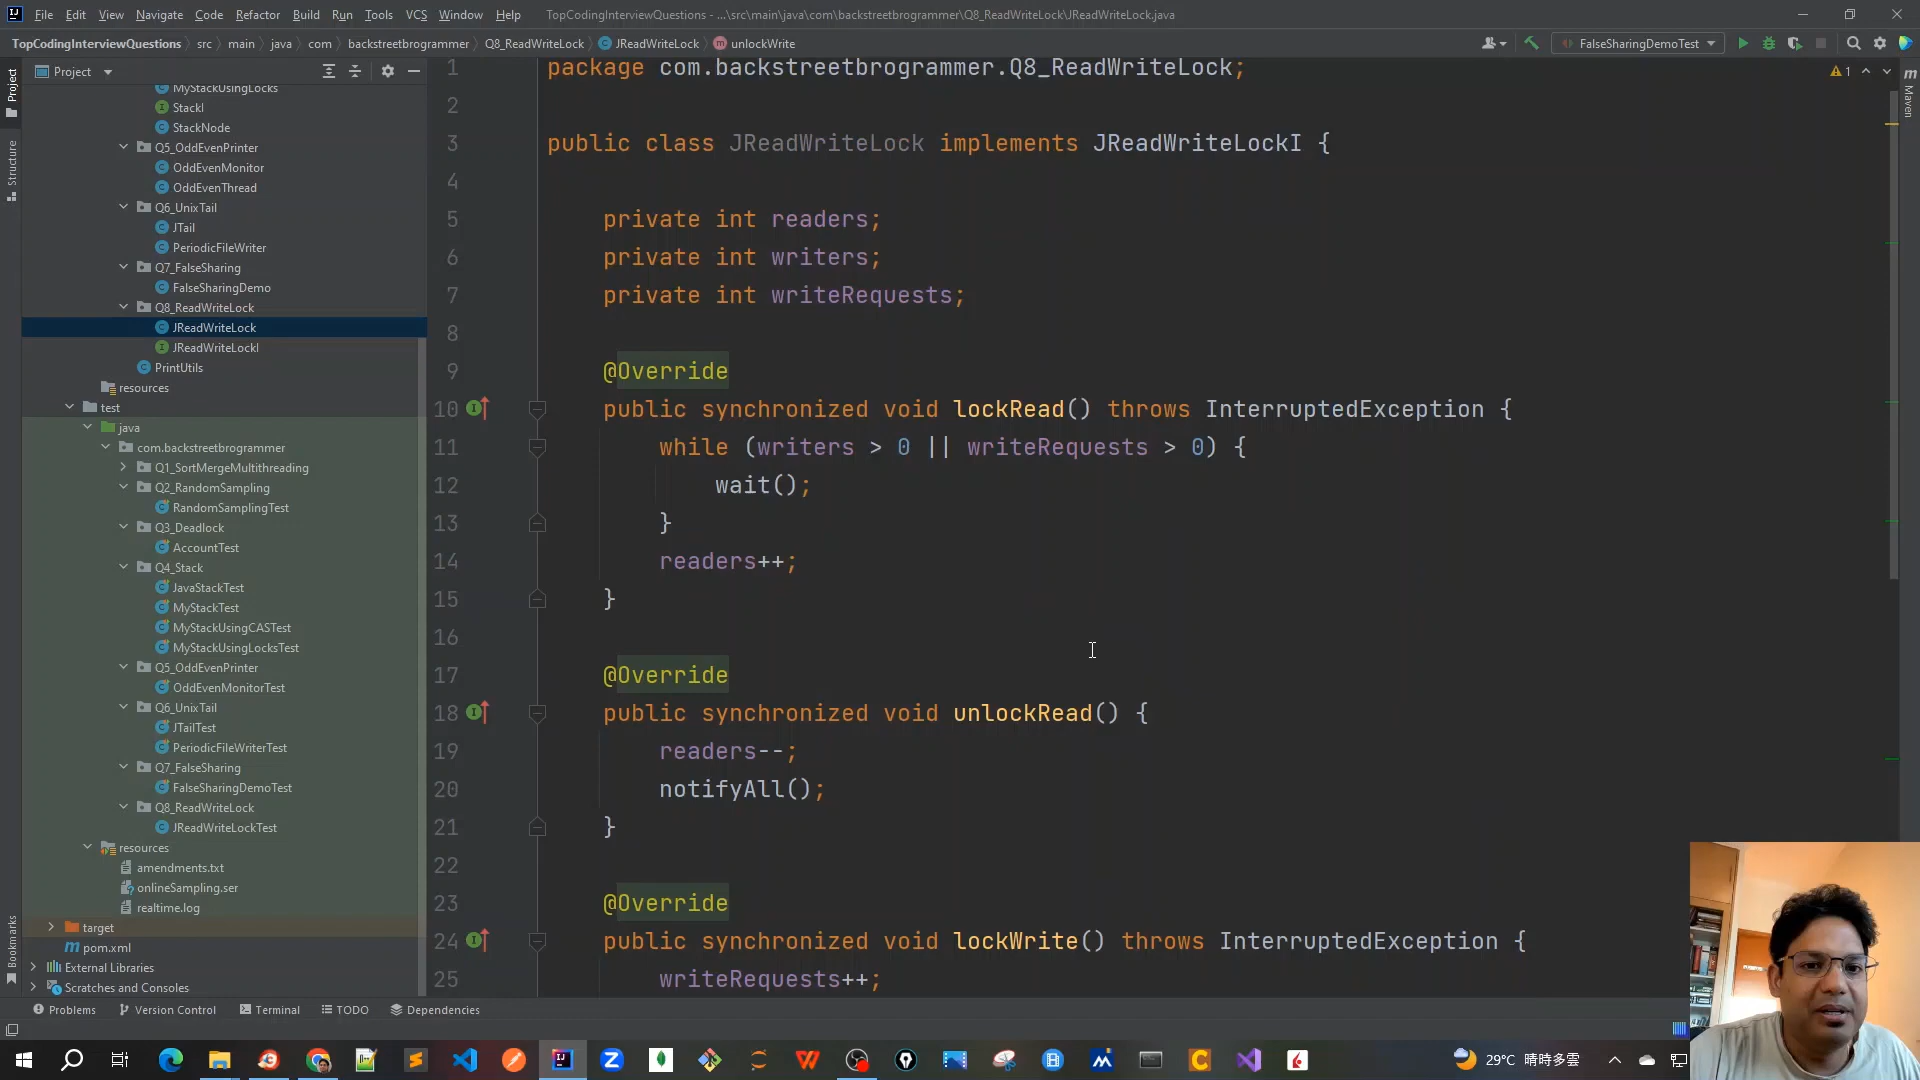 File Edit View Navigate Code Refactor Build Run Tools VCS Window Help TopCodingInterviewQuestions - ...\src\main\java\com\backstreetbrogrammer\Q8_ReadWriteLock\JReadWriteLock.java
TopCodingInterviewQuestions src main java com backstreetbrogrammer Q8_ReadWriteLock JReadWriteLock unlockWrite FalseSharingDemoTest
Project
Project
Structure
Bookmarks
Maven
MyStackUsingLocks
StackI
StackNode
Q5_OddEvenPrinter
OddEvenMonitor
OddEvenThread
Q6_UnixTail
JTail
PeriodicFileWriter
Q7_FalseSharing
FalseSharingDemo
Q8_ReadWriteLock
JReadWriteLock
JReadWriteLockI
PrintUtils
resources
test
java
com.backstreetbrogrammer
Q1_SortMergeMultithreading
Q2_RandomSampling
RandomSamplingTest
Q3_Deadlock
AccountTest
Q4_Stack
JavaStackTest
MyStackTest
MyStackUsingCASTest
MyStackUsingLocksTest
Q5_OddEvenPrinter
OddEvenMonitorTest
Q6_UnixTail
JTailTest
PeriodicFileWriterTest
Q7_FalseSharing
FalseSharingDemoTest
Q8_ReadWriteLock
JReadWriteLockTest
resources
amendments.txt
onlineSampling.ser
realtime.log
target
pom.xml
External Libraries
Scratches and Consoles
1 package com.backstreetbrogrammer.Q8_ReadWriteLock;
2
3 public class JReadWriteLock implements JReadWriteLockI {
4
5 private int readers;
6 private int writers;
7 private int writeRequests;
8
9 @Override
10 public synchronized void lockRead() throws InterruptedException {
11 while (writers > 0 || writeRequests > 0) {
12 wait();
13 }
14 readers++;
15 }
16
17 @Override
18 public synchronized void unlockRead() {
19 readers--;
20 notifyAll();
21 }
22
23 @Override
24 public synchronized void lockWrite() throws InterruptedException {
25 writeRequests++;
1
Problems Version Control Terminal TODO Dependencies
29°C 晴時多雲